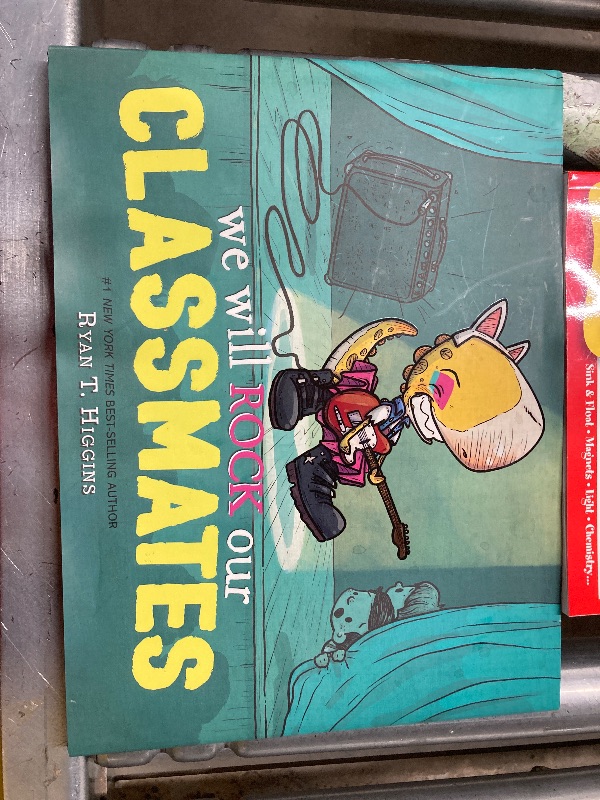 we will ROCK our
CLASSMATES
#1 NEW YORK TIMES BEST-SELLING AUTHOR
RYAN T. HIGGINS
Sink & Float • Magnets • Light • Chemistry...